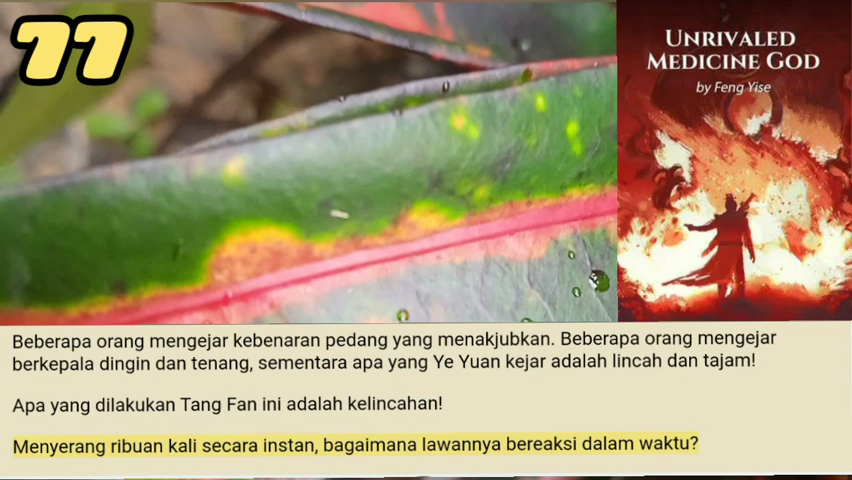 77
UNRIVALED
MEDICINE GOD
by Feng Yise
Beberapa orang mengejar kebenaran pedang yang menakjubkan. Beberapa orang mengejar
berkepala dingin dan tenang, sementara apa yang Ye Yuan kejar adalah lincah dan tajam!
Apa yang dilakukan Tang Fan ini adalah kelincahan!
Menyerang ribuan kali secara instan, bagaimana lawannya bereaksi dalam waktu?